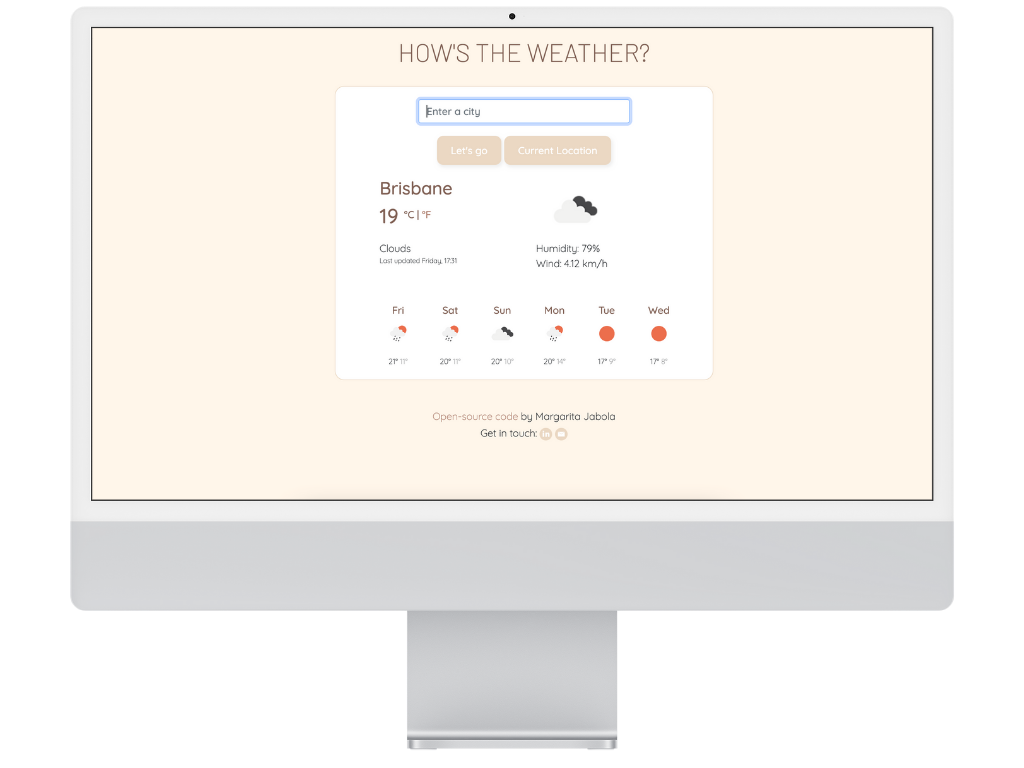 HOW'S THE WEATHER?
Enter a city
Let's go Current Location
Brisbane
19 °C | °F
Clouds
Last updated Friday, 17:31
Humidity: 79%
Wind: 4.12 km/h
Fri Sat Sun Mon Tue Wed
21° 11° 20° 11° 20° 10° 20° 14° 17° 9° 17° 8°
Open-source code by Margarita Jabola
Get in touch: in